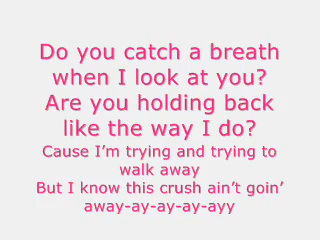 Do you catch a breath
when I look at you?
Are you holding back
like the way I do?
Cause I’m trying and trying to
walk away
But I know this crush ain’t goin’
away-ay-ay-ay-ayy